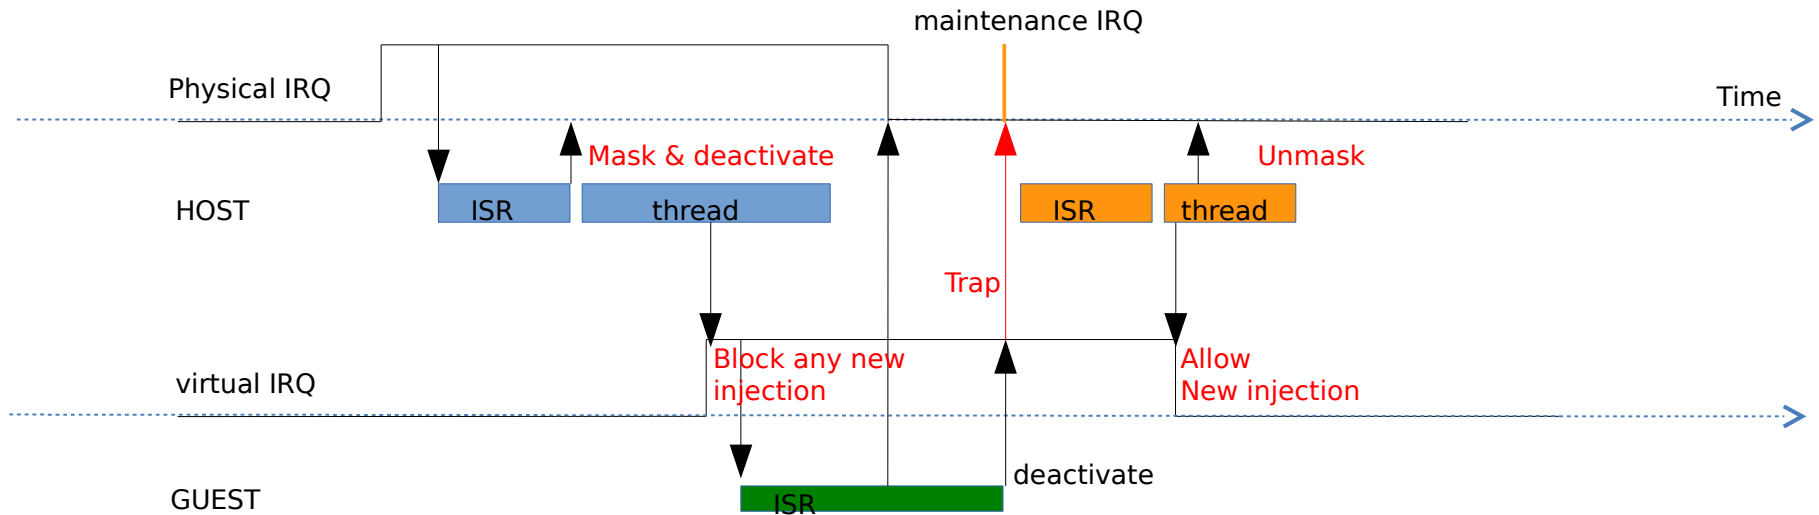 maintenance IRQ
Physical IRQ
Time
Mask & deactivate
Unmask
HOST
ISR
thread
ISR
thread
Trap
Block any new
injection
Allow
New injection
virtual IRQ
deactivate
GUEST
ISR